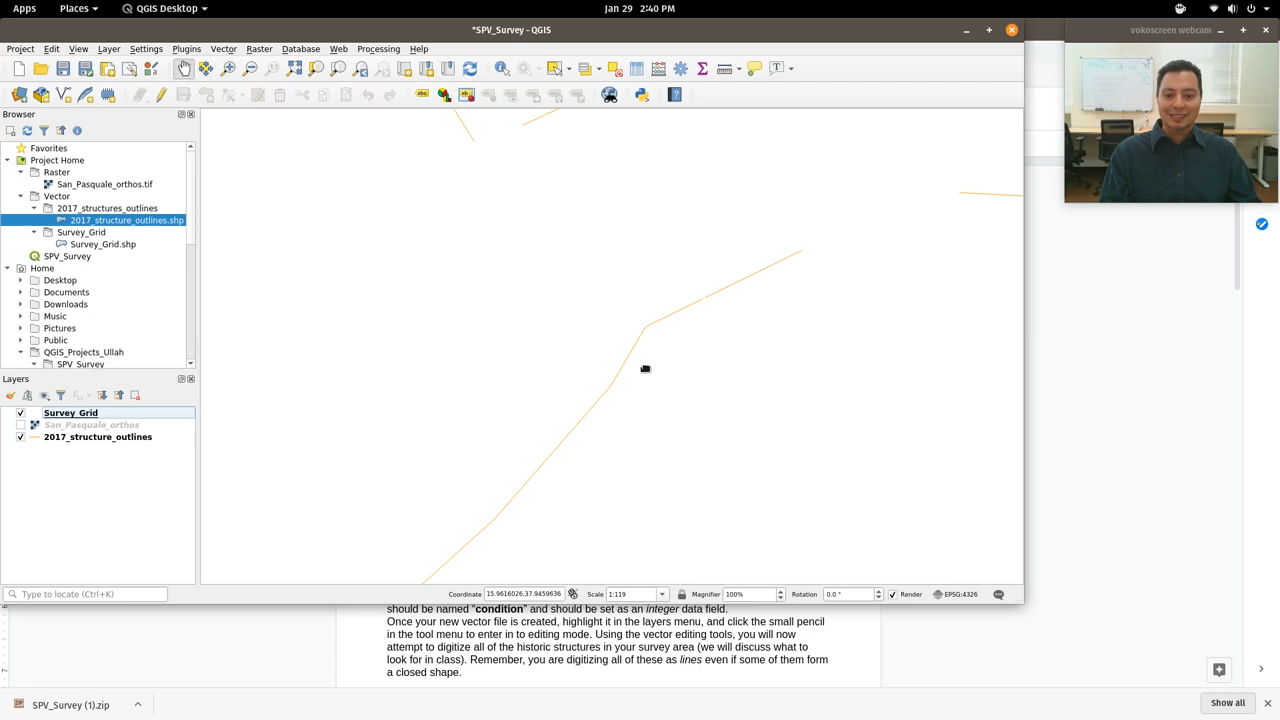 Apps Places QGIS Desktop Jan 29 2:40 PM
*SPV_Survey - QGIS
vokoscreen webcam
Project Edit View Layer Settings Plugins Vector Raster Database Web Processing Help
Browser
Favorites
Project Home
Raster
San_Pasquale_orthos.tif
Vector
2017_structures_outlines
2017_structure_outlines.shp
Survey_Grid
Survey_Grid.shp
SPV_Survey
Home
Desktop
Documents
Downloads
Music
Pictures
Public
QGIS_Projects_Ullah
SPV_Survey
Layers
Survey_Grid
San_Pasquale_orthos
2017_structure_outlines
Type to locate (Ctrl+K)
Coordinate 15.9616026,37.9459636 Scale 1:119 Magnifier 100% Rotation 0.0 ° Render EPSG:4326
should be named "condition" and should be set as an integer data field.
Once your new vector file is created, highlight it in the layers menu, and click the small pencil
in the tool menu to enter in to editing mode. Using the vector editing tools, you will now
attempt to digitize all of the historic structures in your survey area (we will discuss what to
look for in class). Remember, you are digitizing all of these as lines even if some of them form
a closed shape.
SPV_Survey (1).zip
Show all